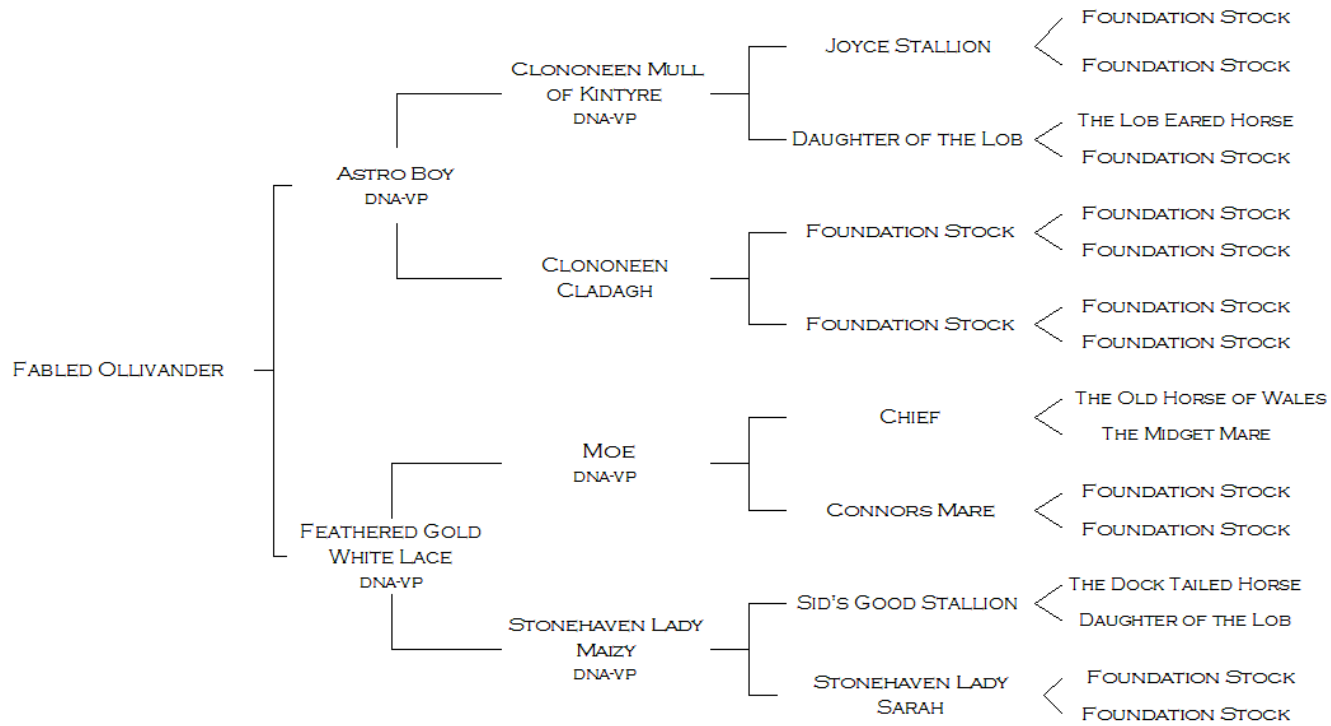 Foundation Stock
Joyce Stallion
Foundation Stock
Clononeen Mull
of Kintyre
DNA-VP
Daughter of the Lob
The Lob Eared Horse
Foundation Stock
Astro Boy
DNA-VP
Foundation Stock
Foundation Stock
Foundation Stock
Clononeen
Cladagh
Foundation Stock
Foundation Stock
Foundation Stock
Fabled Ollivander
The Old Horse of Wales
Chief
The Midget Mare
Moe
DNA-VP
Foundation Stock
Connors Mare
Foundation Stock
Feathered Gold
White Lace
DNA-VP
The Dock Tailed Horse
Sid's Good Stallion
Daughter of the Lob
Stonehaven Lady
Maizy
DNA-VP
Foundation Stock
Stonehaven Lady
Sarah
Foundation Stock